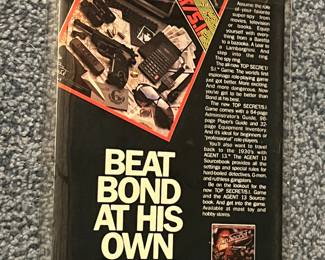 Assume the role
of your favorite
super-spy from
movies, television
or books. Equip
yourself with every-
thing from a Beretta
to a bazooka. Leap to
a Lamborghini. And
step into the ring
The spy ring
The all-new TOP SECRET/
S.I.™ Game. The world's first
espionage role-playing game
just got better. More exciting.
And more dangerous. Now
you've got to be better than
Bond at his best.
The new TOP SECRET/S.I.
Game comes with a 64-page
Administrator's Guide, 96-
page Player's Guide and 32-
page Equipment Inventory.
And it's ideal for beginners or
"professional" role-players.
You'll also want to travel
back to the 1930's with
AGENT 13.™ The AGENT 13
Sourcebook provides all the
settings and special rules for
hard-boiled detectives, G-men,
and ruthless gangsters.
Be on the lookout for the
new TOP SECRET/S.I. Game
and the AGENT 13 Source-
book. And get into the game.
Available at most toy and
hobby stores.
BEAT
BOND
AT HIS
OWN